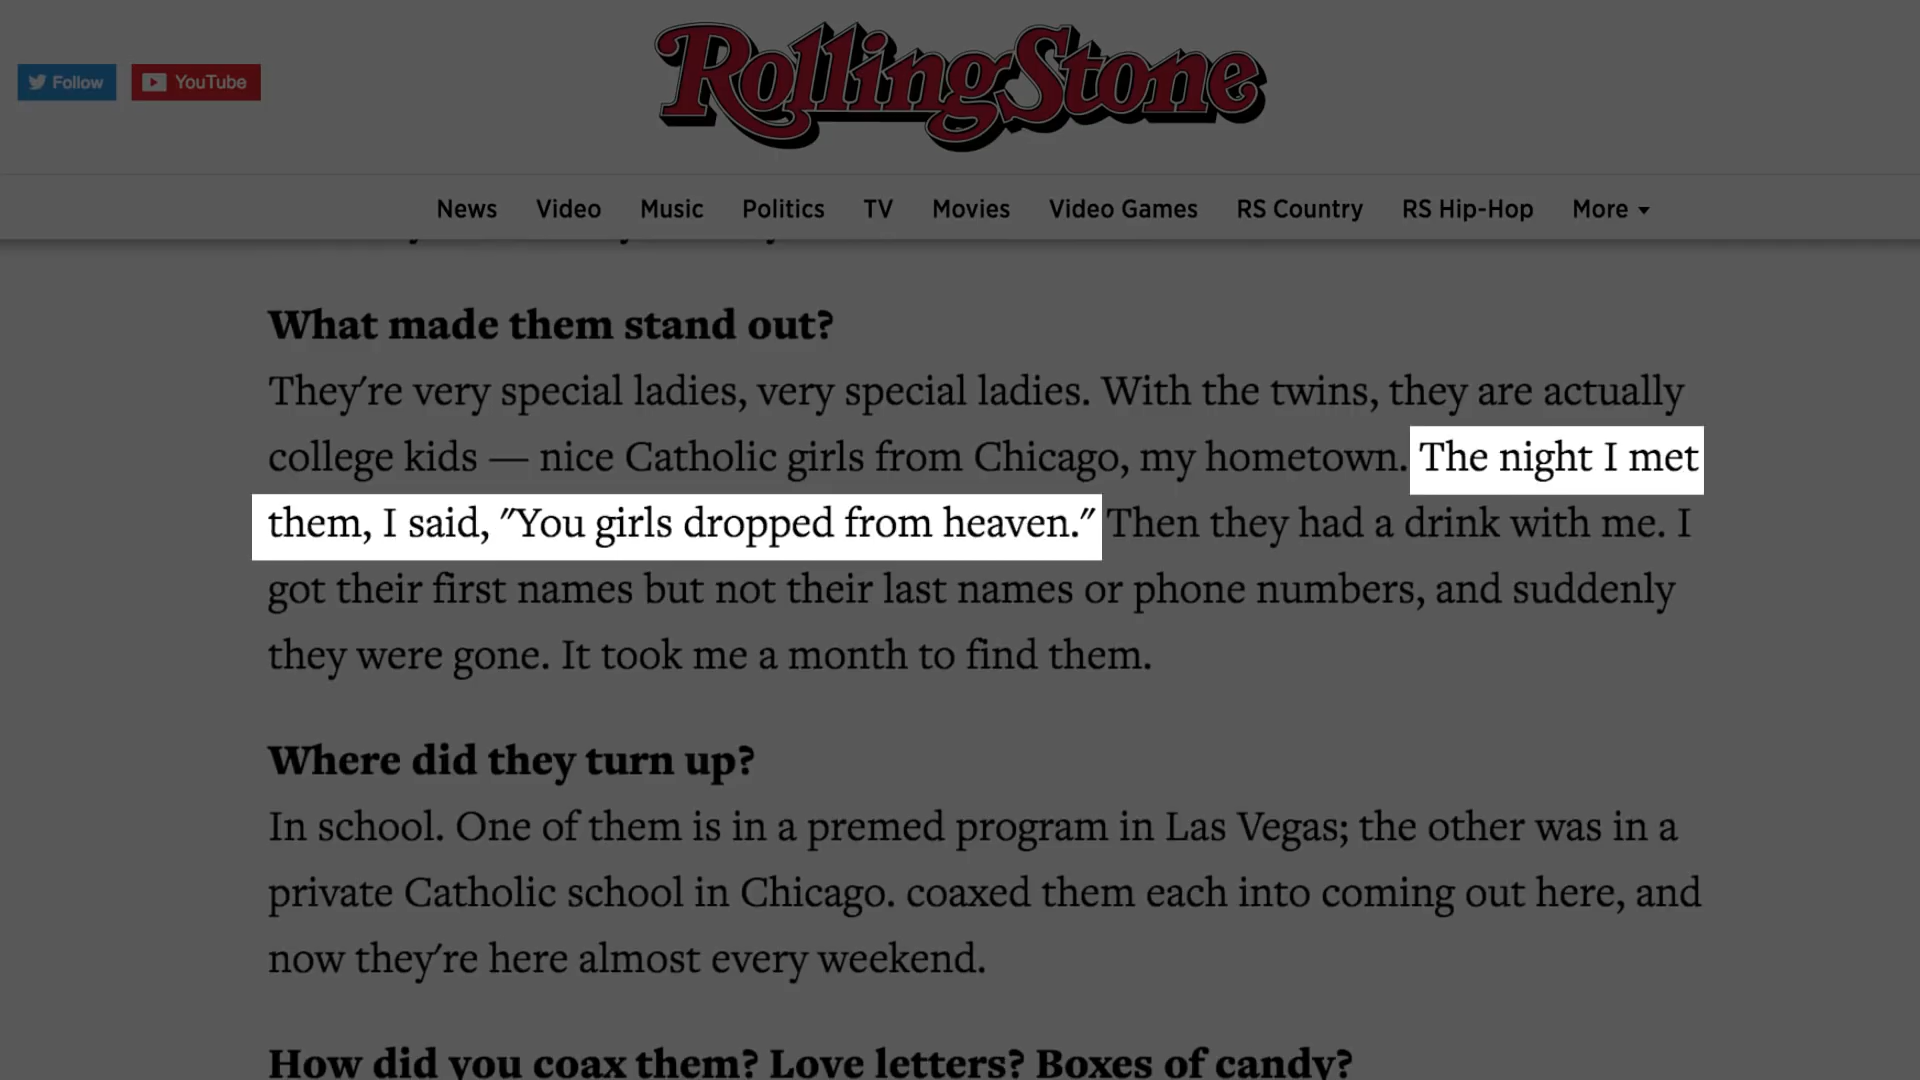 RollingStone
Follow
YouTube
News Video Music Politics TV Movies Video Games RS Country RS Hip-Hop More
What made them stand out?
They're very special ladies, very special ladies. With the twins, they are actually
college kids — nice Catholic girls from Chicago, my hometown. The night I met
them, I said, "You girls dropped from heaven." Then they had a drink with me. I
got their first names but not their last names or phone numbers, and suddenly
they were gone. It took me a month to find them.
Where did they turn up?
In school. One of them is in a premed program in Las Vegas; the other was in a
private Catholic school in Chicago. coaxed them each into coming out here, and
now they're here almost every weekend.
How did you coax them? Love letters? Boxes of candy?